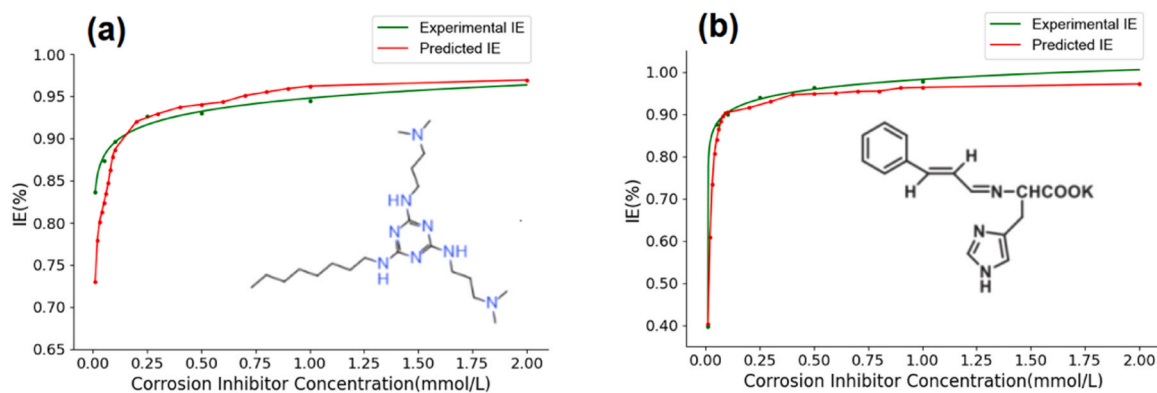 (a)
Experimental IE
Predicted IE
1.00
0.95
0.90
0.85
0.80
0.75
0.70
0.65
IE(%)
0.00 0.25 0.50 0.75 1.00 1.25 1.50 1.75 2.00
Corrosion Inhibitor Concentration(mmol/L)
N
HN
N N
N
NH
N
H
N
(b)
Experimental IE
Predicted IE
1.00
0.90
0.80
0.70
0.60
0.50
0.40
IE(%)
0.00 0.25 0.50 0.75 1.00 1.25 1.50 1.75 2.00
Corrosion Inhibitor Concentration(mmol/L)
H
H
N
CHCOOK
N
N
H